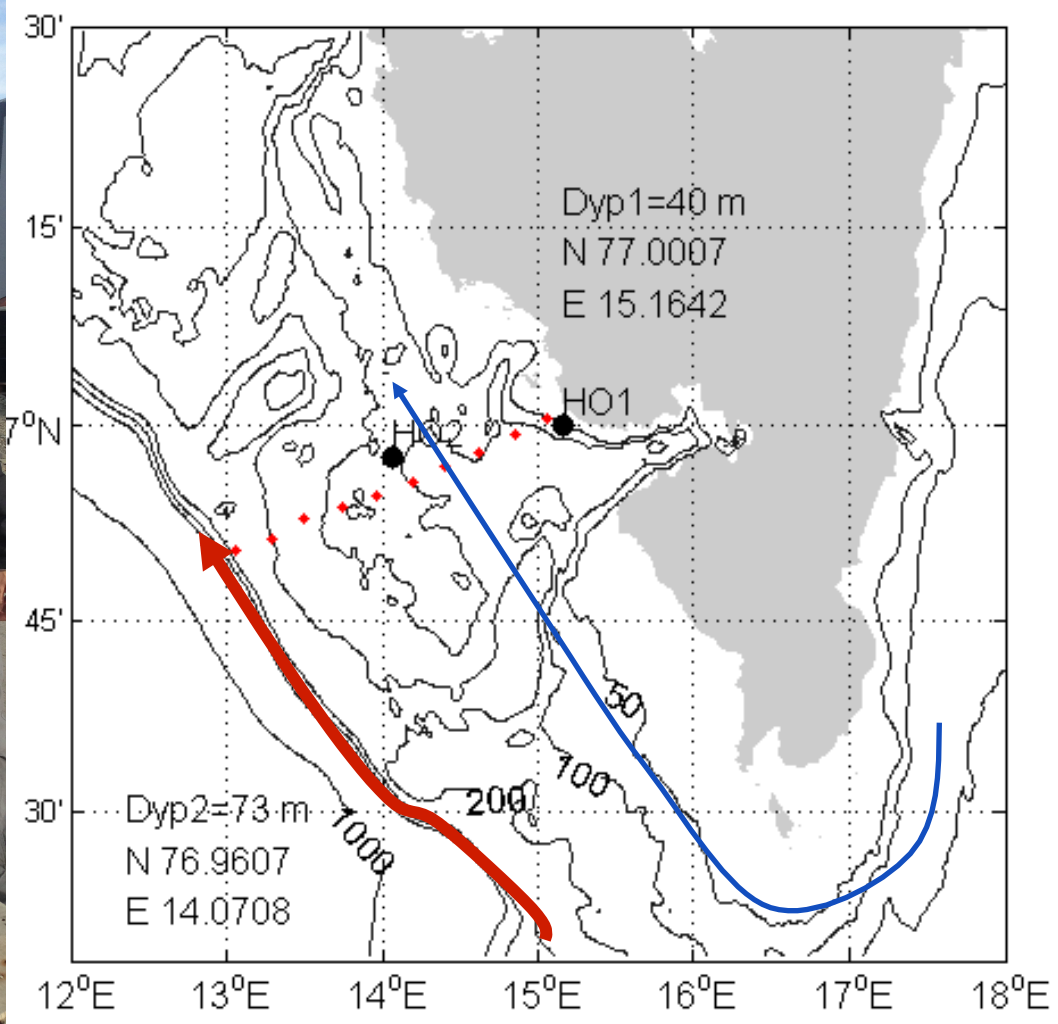 30'
Dyp1=40 m
15'
N 77.0007
E 15.1642
HO1
7°N
HO2
45'
50
100
200
30'
Dyp2=73 m
1000
N 76.9607
E 14.0708
12°E 13°E 14°E 15°E 16°E 17°E 18°E